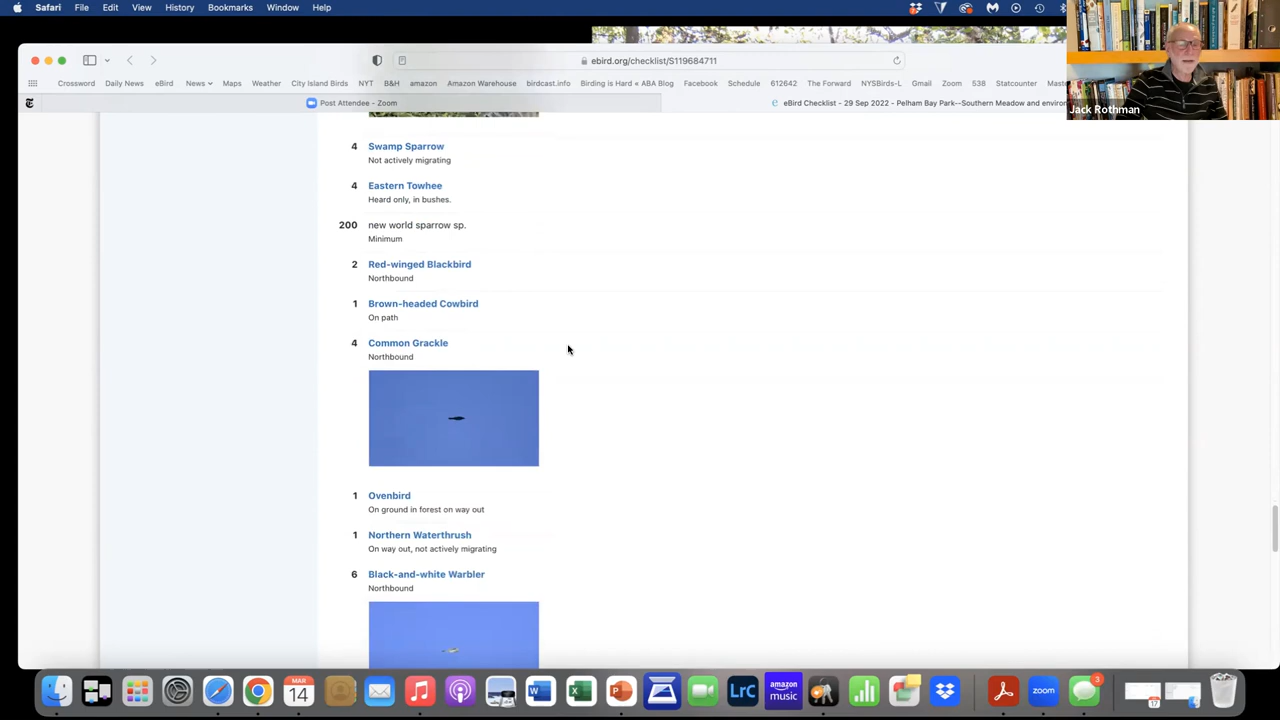 Safari File Edit View History Bookmarks Window Help
ebird.org/checklist/S119684711
Crossword Daily News eBird News Maps Weather City Island Birds NYT B&H amazon Amazon Warehouse birdcast.info Birding is Hard « ABA Blog Facebook Schedule 612642 The Forward NYSBirds-L Gmail Zoom 538 Statcounter
Post Attendee - Zoom
eBird Checklist - 29 Sep 2022 - Pelham Bay Park--Southern Meadow and environ
Jack Rothman
4 Swamp Sparrow
Not actively migrating
4 Eastern Towhee
Heard only, in bushes.
200 new world sparrow sp.
Minimum
2 Red-winged Blackbird
Northbound
1 Brown-headed Cowbird
On path
4 Common Grackle
Northbound
1 Ovenbird
On ground in forest on way out
1 Northern Waterthrush
On way out, not actively migrating
6 Black-and-white Warbler
Northbound
MAR
14
W
X
P
Lrc
amazon
music
zoom
3
17